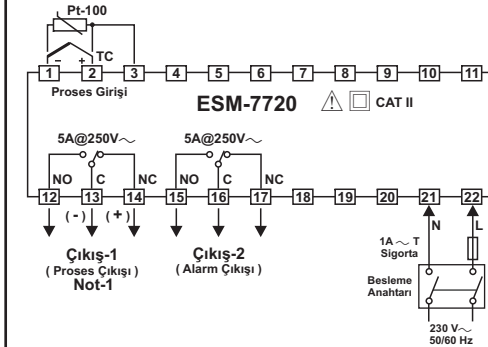 Pt-100
TC
– +
1 2 3 4 5 6 7 8 9 10 11
Proses Girişi
ESM-7720 CAT II
5A@250V～ 5A@250V～
NO C NC NO C NC
12 13 14 15 16 17 18 19 20 21 22
( - ) ( + )
N L
Çıkış-1
( Proses Çıkışı )
Not-1
Çıkış-2
( Alarm Çıkışı )
1A ～ T
Sigorta
Besleme
Anahtarı
230 V～
50/60 Hz